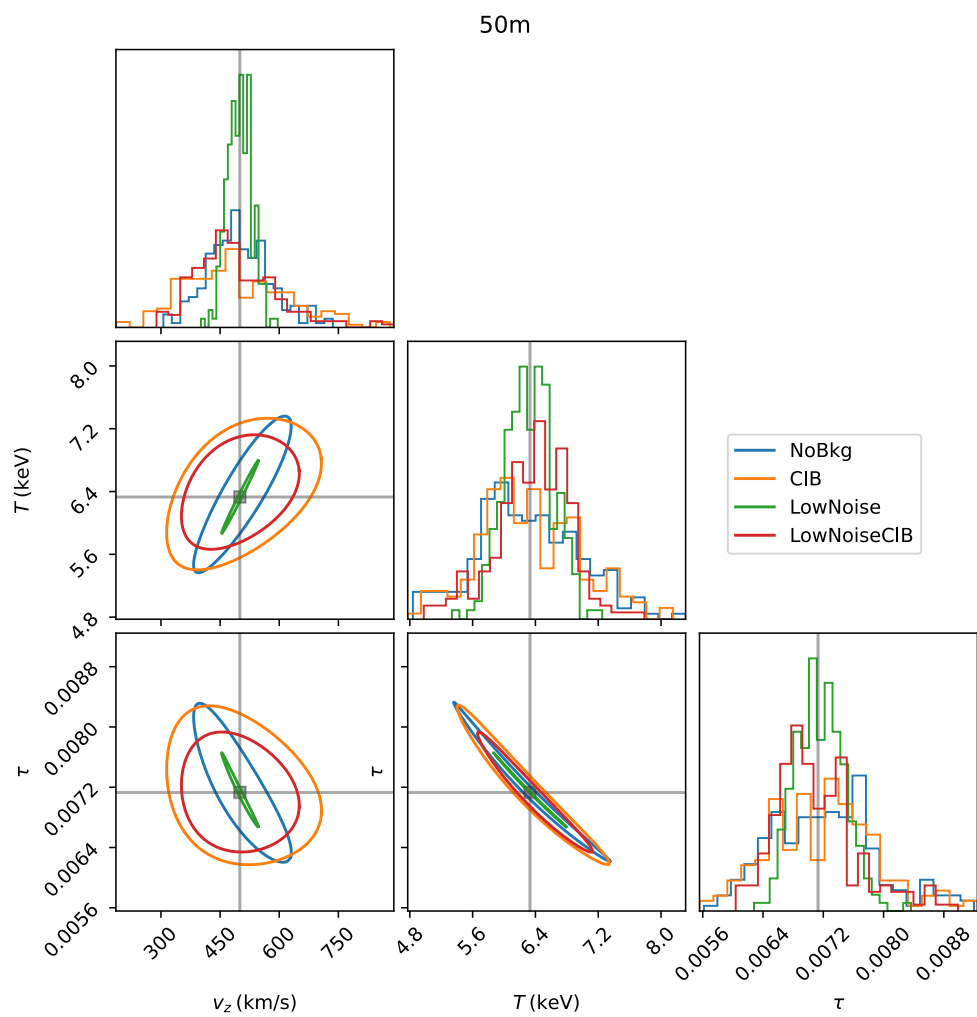 50m
T (keV)
8.0
7.2
6.4
5.6
4.8
NoBkg
CIB
LowNoise
LowNoiseCIB
τ
0.0088
0.0080
0.0072
0.0064
0.0056
τ
300 450 600 750
4.8 5.6 6.4 7.2 8.0
0.0056 0.0064 0.0072 0.0080 0.0088
v_z (km/s)
T (keV)
τ